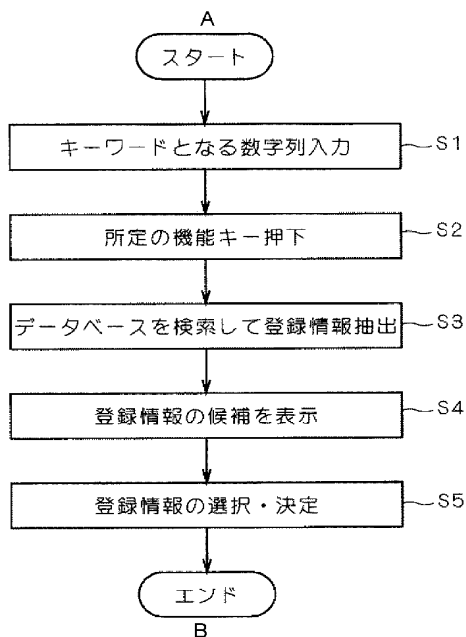 A
スタート
キーワードとなる数字列入力
S1
所定の機能キー押下
S2
データベースを検索して登録情報抽出
S3
登録情報の候補を表示
S4
登録情報の選択・決定
S5
エンド
B